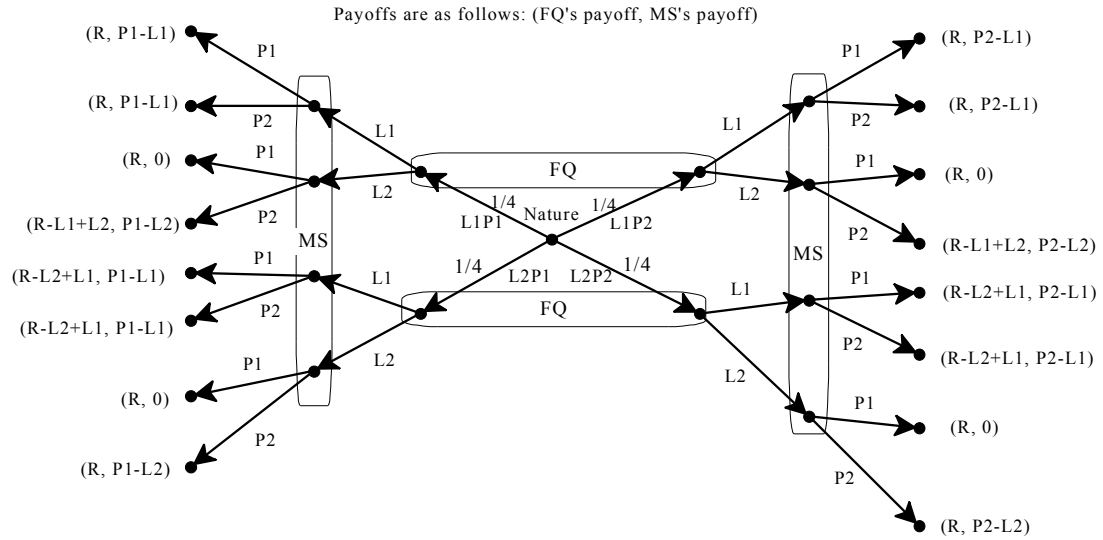 Payoffs are as follows: (FQ's payoff, MS's payoff)
(R, P1-L1)
P1
(R, P1-L1)
P2
L1
(R, 0)
P1
L2
P2
(R-L1+L2, P1-L2)
MS
(R-L2+L1, P1-L1)
P1
L1
P2
(R-L2+L1, P1-L1)
L2
P1
(R, 0)
P2
(R, P1-L2)
FQ
1/4
Nature
1/4
L1P1
L1P2
1/4
L2P1
L2P2
1/4
FQ
P1
(R, P2-L1)
L1
P2
(R, P2-L1)
P1
(R, 0)
L2
P2
(R-L1+L2, P2-L2)
MS
P1
L1
(R-L2+L1, P2-L1)
P2
(R-L2+L1, P2-L1)
L2
P1
(R, 0)
P2
(R, P2-L2)